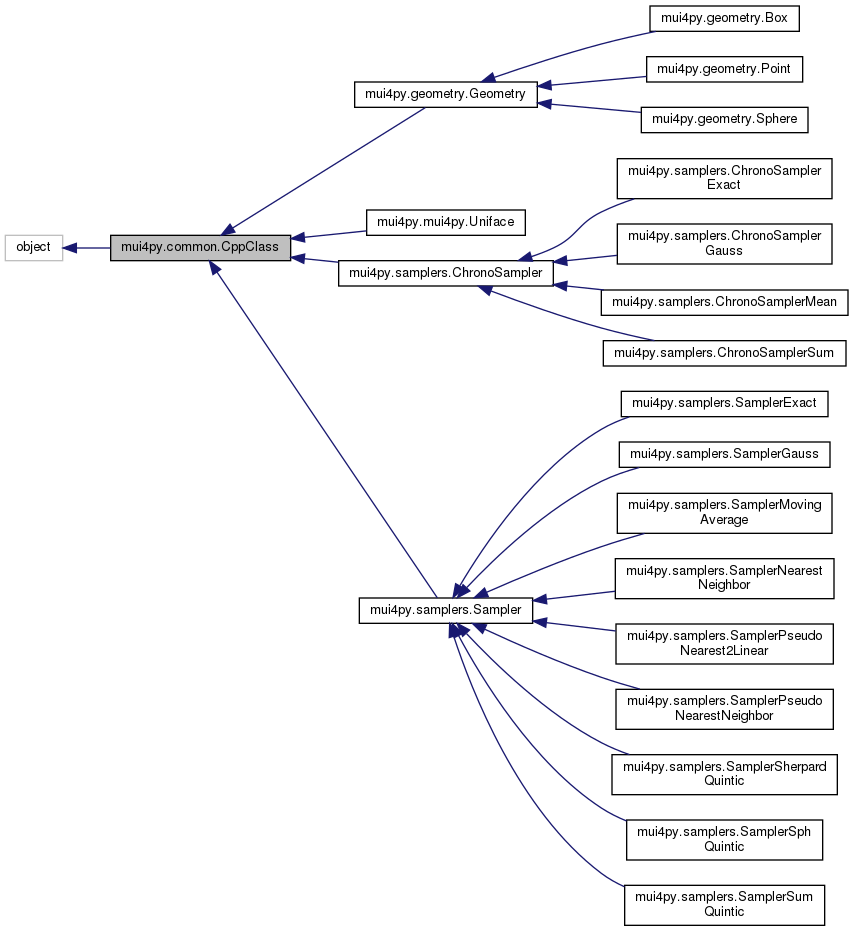 object
mui4py.common.CppClass
mui4py.geometry.Geometry
mui4py.mui4py.Uniface
mui4py.samplers.ChronoSampler
mui4py.samplers.Sampler
mui4py.geometry.Box
mui4py.geometry.Point
mui4py.geometry.Sphere
mui4py.samplers.ChronoSampler
Exact
mui4py.samplers.ChronoSampler
Gauss
mui4py.samplers.ChronoSamplerMean
mui4py.samplers.ChronoSamplerSum
mui4py.samplers.SamplerExact
mui4py.samplers.SamplerGauss
mui4py.samplers.SamplerMoving
Average
mui4py.samplers.SamplerNearest
Neighbor
mui4py.samplers.SamplerPseudo
Nearest2Linear
mui4py.samplers.SamplerPseudo
NearestNeighbor
mui4py.samplers.SamplerSherpard
Quintic
mui4py.samplers.SamplerSph
Quintic
mui4py.samplers.SamplerSum
Quintic